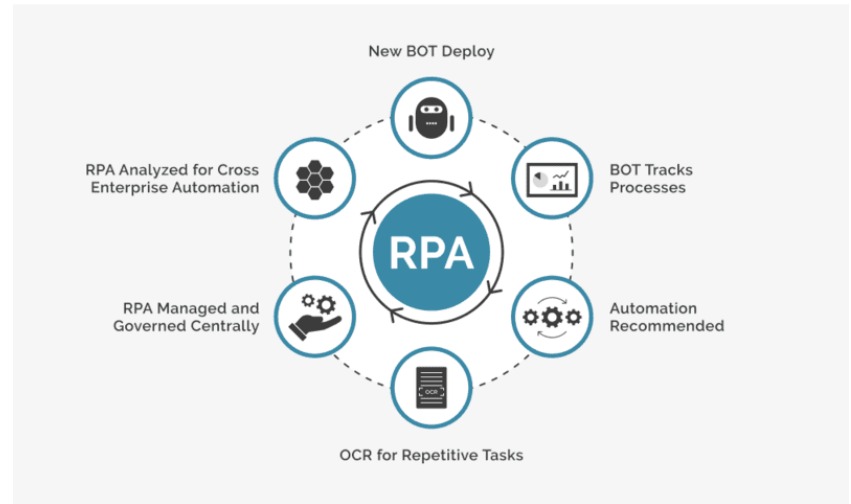 New BOT Deploy
BOT Tracks
Processes
Automation
Recommended
OCR for Repetitive Tasks
OCR
RPA Managed and
Governed Centrally
RPA Analyzed for Cross
Enterprise Automation
RPA